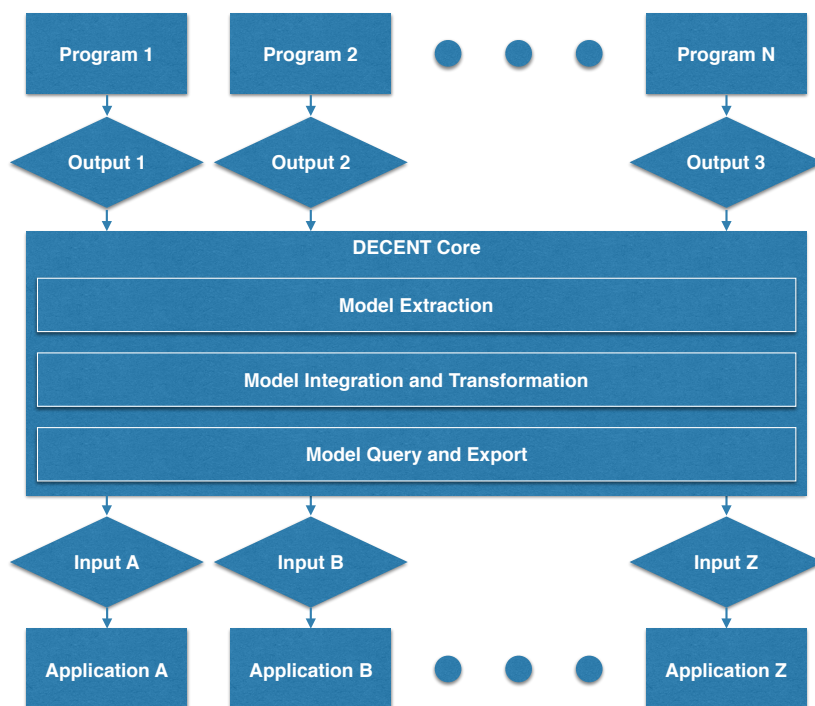 Program 1
Program 2
Program N
Output 1
Output 2
Output 3
DECENT Core
Model Extraction
Model Integration and Transformation
Model Query and Export
Input A
Input B
Input Z
Application A
Application B
Application Z